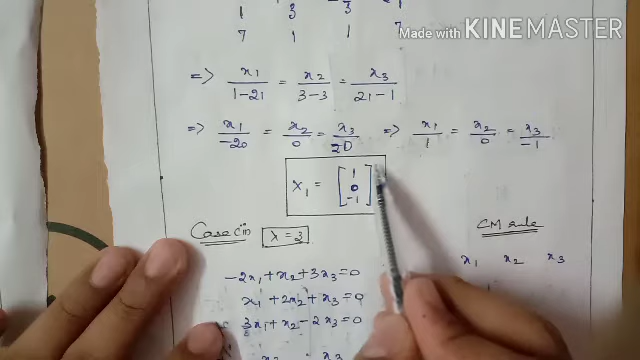 1 3 1
7 1 1 7
Made with KINEMASTER
=> x₁/1-21 = x₂/3-3 = x₃/21-1
=> x₁/-20 = x₂/0 = x₃/20 => x₁/1 = x₂/0 = x₃/-1
X₁ = [1 0 -1]
Case (ii) λ = 3
CM rule
x₁ x₂ x₃
-2x₁+x₂+3x₃=0
x₁+2x₂+x₃=0
3x₁+x₂-2x₃=0